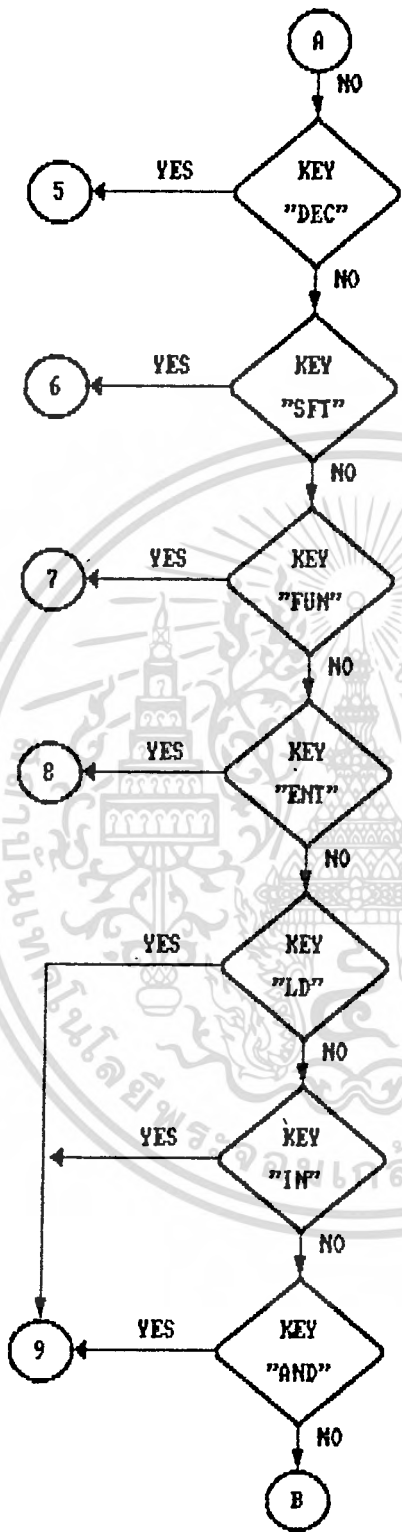 A
NO
YES
KEY
5
"DEC"
NO
YES
KEY
6
"SFT"
NO
YES
KEY
7
"FUN"
NO
YES
KEY
8
"ENT"
NO
YES
KEY
"LD"
NO
YES
KEY
"IN"
NO
YES
KEY
9
"AND"
NO
B